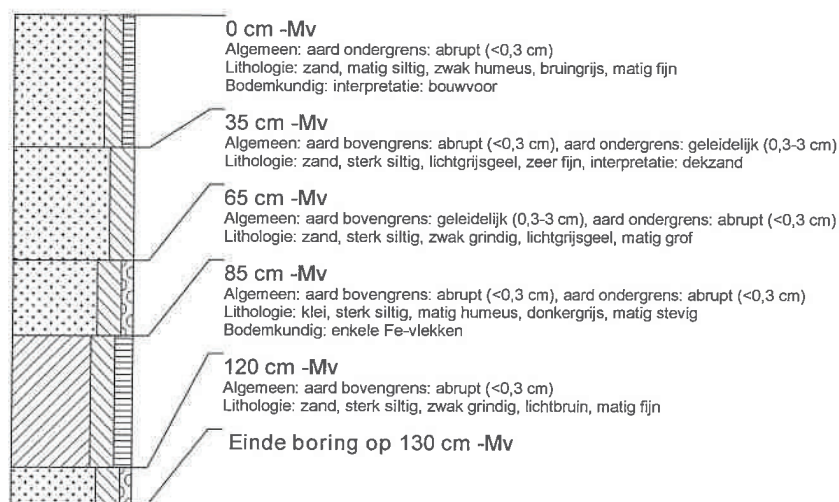 0 cm -Mv
Algemeen: aard ondergrens: abrupt (<0,3 cm)
Lithologie: zand, matig siltig, zwak humeus, bruingrijs, matig fijn
Bodemkundig: interpretatie: bouwvoor
35 cm -Mv
Algemeen: aard bovengrens: abrupt (<0,3 cm), aard ondergrens: geleidelijk (0,3-3 cm)
Lithologie: zand, sterk siltig, lichtgrijsgeel, zeer fijn, interpretatie: dekzand
65 cm -Mv
Algemeen: aard bovengrens: geleidelijk (0,3-3 cm), aard ondergrens: abrupt (<0,3 cm)
Lithologie: zand, sterk siltig, zwak grindig, lichtgrijsgeel, matig grof
85 cm -Mv
Algemeen: aard bovengrens: abrupt (<0,3 cm), aard ondergrens: abrupt (<0,3 cm)
Lithologie: klei, sterk siltig, matig humeus, donkergrijs, matig stevig
Bodemkundig: enkele Fe-vlekken
120 cm -Mv
Algemeen: aard bovengrens: abrupt (<0,3 cm)
Lithologie: zand, sterk siltig, zwak grindig, lichtbruin, matig fijn
Einde boring op 130 cm -Mv